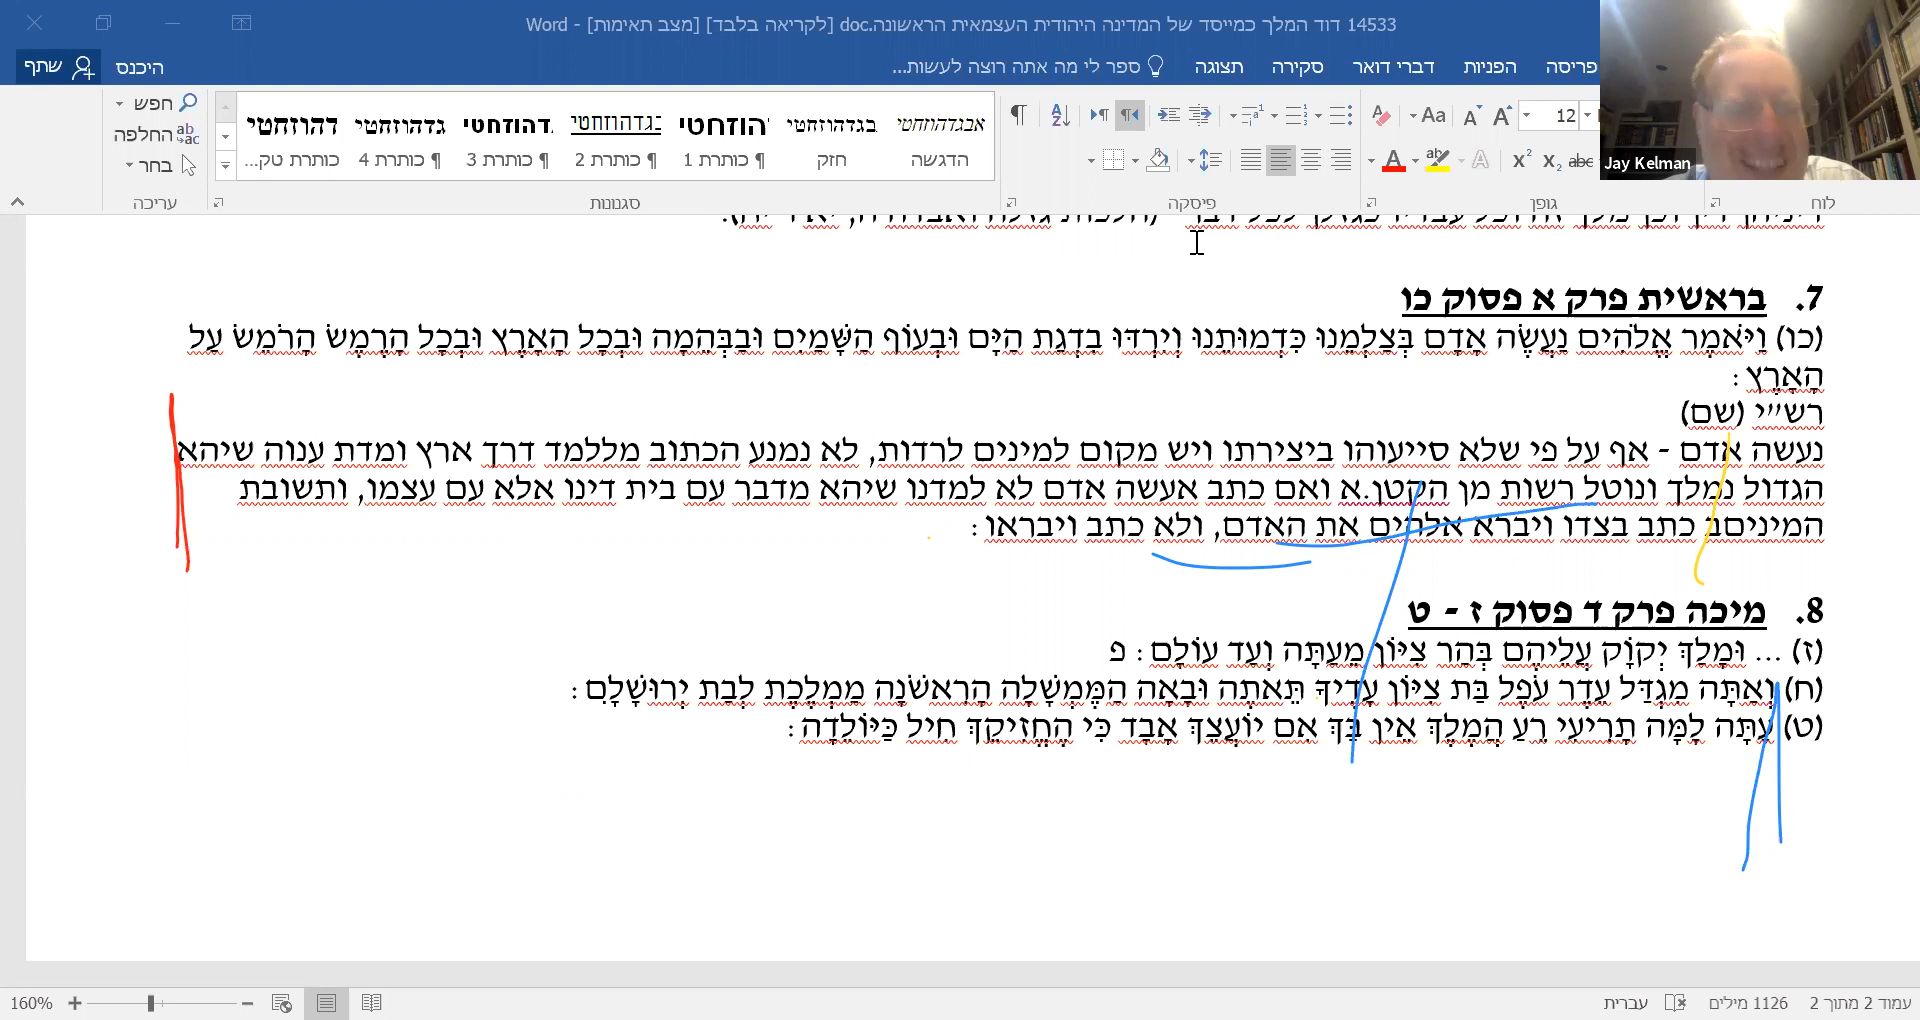 14533 דוד המלך כמייסד של המדינה היהודית העצמאית הראשונה.doc [לקריאה בלבד] [מצב תאימות] - Word
פריסה הפניות דברי דואר סקירה תצוגה ספר לי מה אתה רוצה לעשות... היכנס שתף
12 Aa
אבגדהוזחטי הדגשה
בגדהוזחטי חזק
הוזחטי ¶ כותרת 1
בגדהוזחטי ¶ כותרת 2
דהוזחטי ¶ כותרת 3
גדהוזחטי ¶ כותרת 4
דהוזחטי כותרת טק...
חפש
החלפה
בחר
לוח גופן פיסקה סגנונות עריכה
Jay Kelman
7. בראשית פרק א פסוק כו
(כו) וַיֹּאמֶר אֱלֹהִים נַעֲשֶׂה אָדָם בְּצַלְמֵנוּ כִּדְמוּתֵנוּ וְיִרְדּוּ בִדְגַת הַיָּם וּבְעוֹף הַשָּׁמַיִם וּבַבְּהֵמָה וּבְכָל הָאָרֶץ וּבְכָל הָרֶמֶשׂ הָרֹמֵשׂ עַל
הָאָרֶץ:
רש"י (שם)
נעשה אדם - אף על פי שלא סייעוהו ביצירתו ויש מקום למינים לרדות, לא נמנע הכתוב מללמד דרך ארץ ומדת ענוה שיהא
הגדול נמלך ונוטל רשות מן הקטן.א ואם כתב אעשה אדם לא למדנו שיהא מדבר עם בית דינו אלא עם עצמו, ותשובת
המיניםב כתב בצדו ויברא אלהים את האדם, ולא כתב ויבראו:
8. מיכה פרק ד פסוק ז - ט
(ז) ... וּמָלַךְ יְקֹוָק עֲלֵיהֶם בְּהַר צִיּוֹן מֵעַתָּה וְעַד עוֹלָם: פ
(ח) וְאַתָּה מִגְדַּל עֵדֶר עֹפֶל בַּת צִיּוֹן עָדֶיךָ תֵּאתֶה וּבָאָה הַמֶּמְשָׁלָה הָרִאשֹׁנָה מַמְלֶכֶת לְבַת יְרוּשָׁלִָם:
(ט) עַתָּה לָמָּה תָרִיעִי רֵעַ הֲמֶלֶךְ אֵין בָּךְ אִם יוֹעֲצֵךְ אָבָד כִּי הֶחֱזִיקֵךְ חִיל כַּיּוֹלֵדָה:
עמוד 2 מתוך 2 1126 מילים עברית 160%